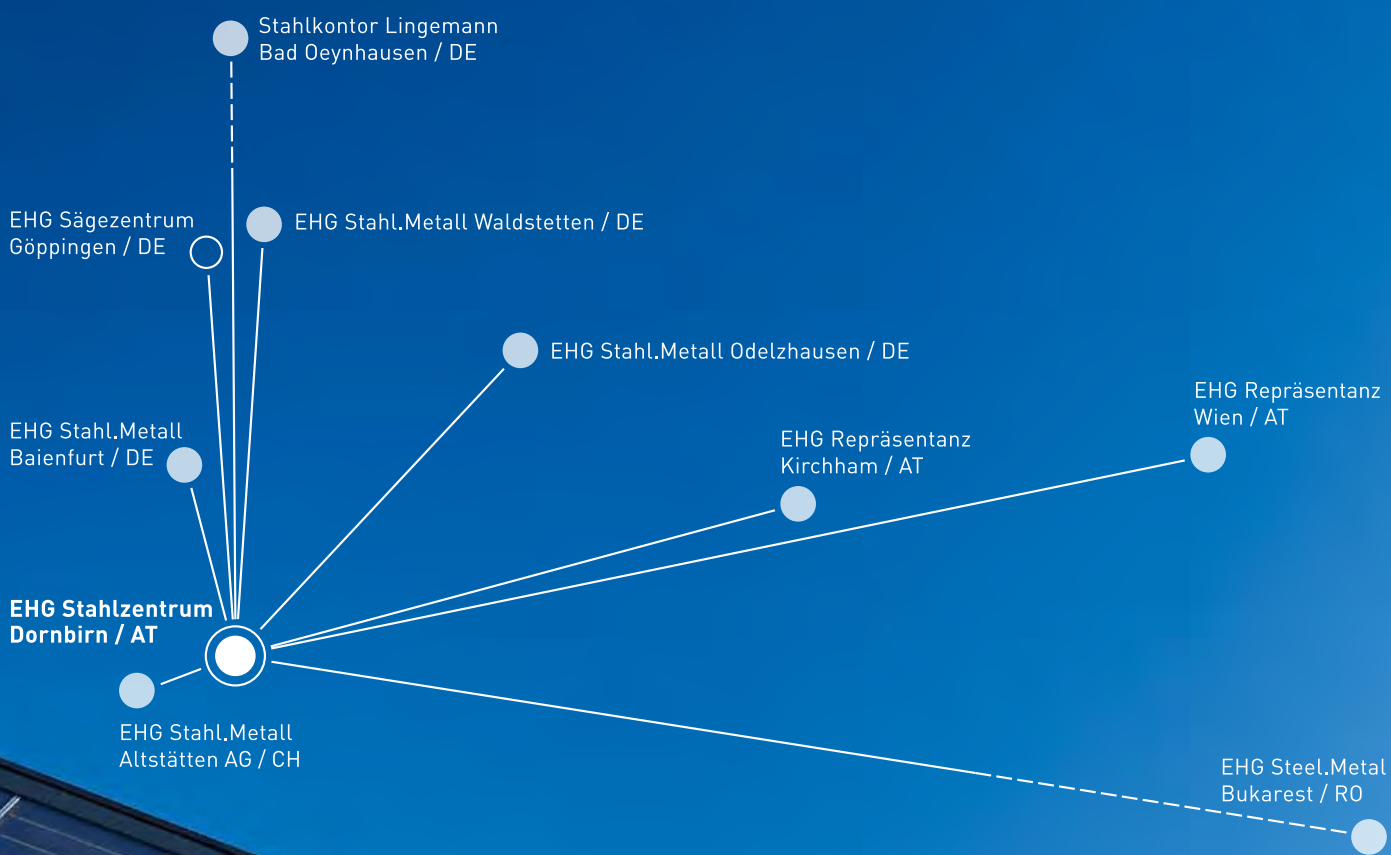 Stahlkontor Lingemann
Bad Oeynhausen / DE
EHG Sägezentrum
Göppingen / DE
EHG Stahl.Metall Waldstetten / DE
EHG Stahl.Metall Odelzhausen / DE
EHG Repräsentanz
Wien / AT
EHG Stahl.Metall
Baienfurt / DE
EHG Repräsentanz
Kirchham / AT
EHG Stahlzentrum
Dornbirn / AT
EHG Stahl.Metall
Altstätten AG / CH
EHG Steel.Metal
Bukarest / RO